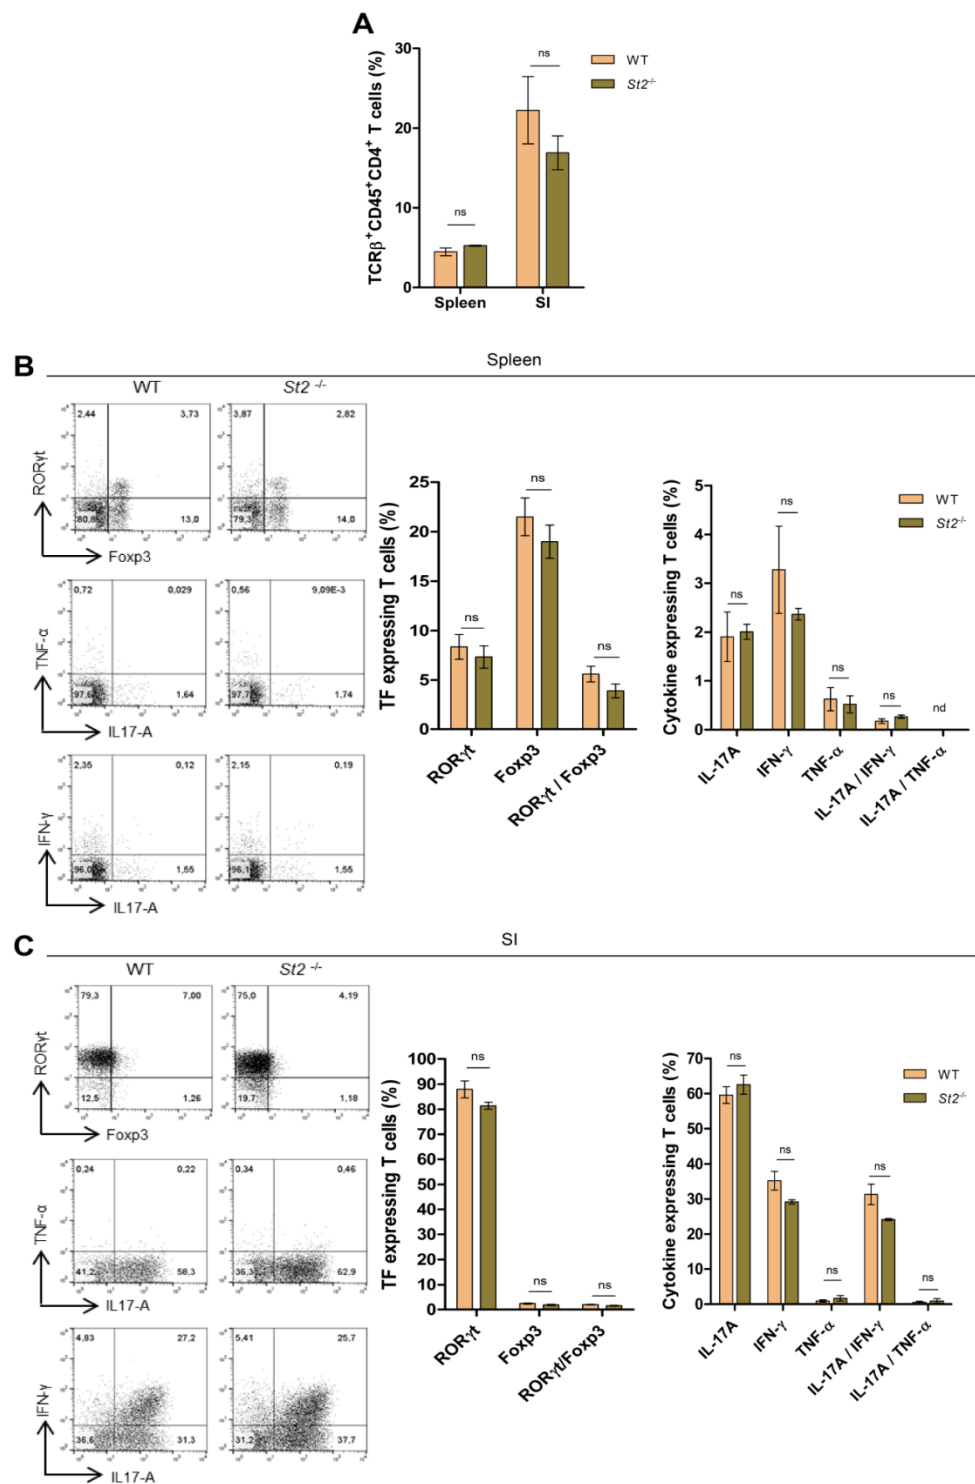 A
TCRβ⁺CD45⁺CD4⁺ T cells (%)
30
20
10
0
ns
ns
Spleen
SI
WT
St2⁻/⁻
B
Spleen
WT
St2 ⁻/⁻
2,44
3,73
80,8
13,0
3,87
2,82
79,3
14,0
RORγt
Foxp3
0,72
0,029
97,6
1,64
0,56
9,09E-3
97,7
1,74
TNF-α
IL17-A
2,35
0,12
96,0
1,55
2,15
0,19
96,1
1,55
IFN-γ
IL17-A
TF expressing T cells (%)
25
20
15
10
5
0
ns
ns
ns
RORγt
Foxp3
RORγt / Foxp3
Cytokine expressing T cells (%)
5
4
3
2
1
0
ns
ns
ns
ns
nd
IL-17A
IFN-γ
TNF-α
IL-17A / IFN-γ
IL-17A / TNF-α
WT
St2⁻/⁻
C
SI
WT
St2 ⁻/⁻
79,3
7,00
12,5
1,26
75,0
4,19
19,7
1,18
RORγt
Foxp3
0,24
0,22
41,2
58,3
0,34
0,46
36,3
62,9
TNF-α
IL17-A
4,83
27,2
36,6
31,3
5,41
25,7
31,2
37,7
IFN-γ
IL17-A
TF expressing T cells (%)
100
90
80
70
60
50
40
30
20
10
0
ns
ns
ns
RORγt
Foxp3
RORγt/Foxp3
Cytokine expressing T cells (%)
70
60
50
40
30
20
10
0
ns
ns
ns
ns
ns
IL-17A
IFN-γ
TNF-α
IL-17A / IFN-γ
IL-17A / TNF-α
WT
St2⁻/⁻